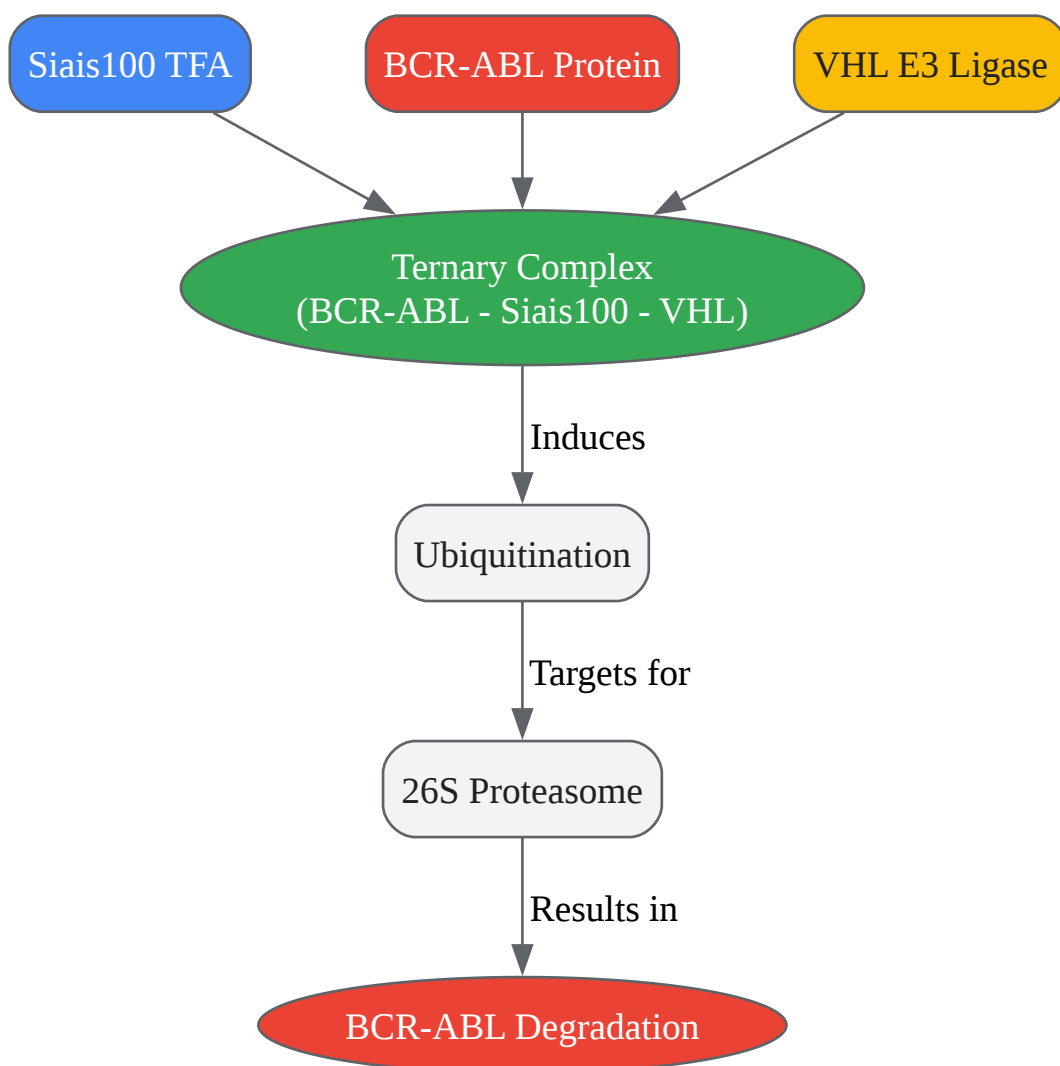 Siais100 TFA
BCR-ABL Protein
VHL E3 Ligase
Ternary Complex
(BCR-ABL - Siais100 - VHL)
Induces
Ubiquitination
Targets for
26S Proteasome
Results in
BCR-ABL Degradation